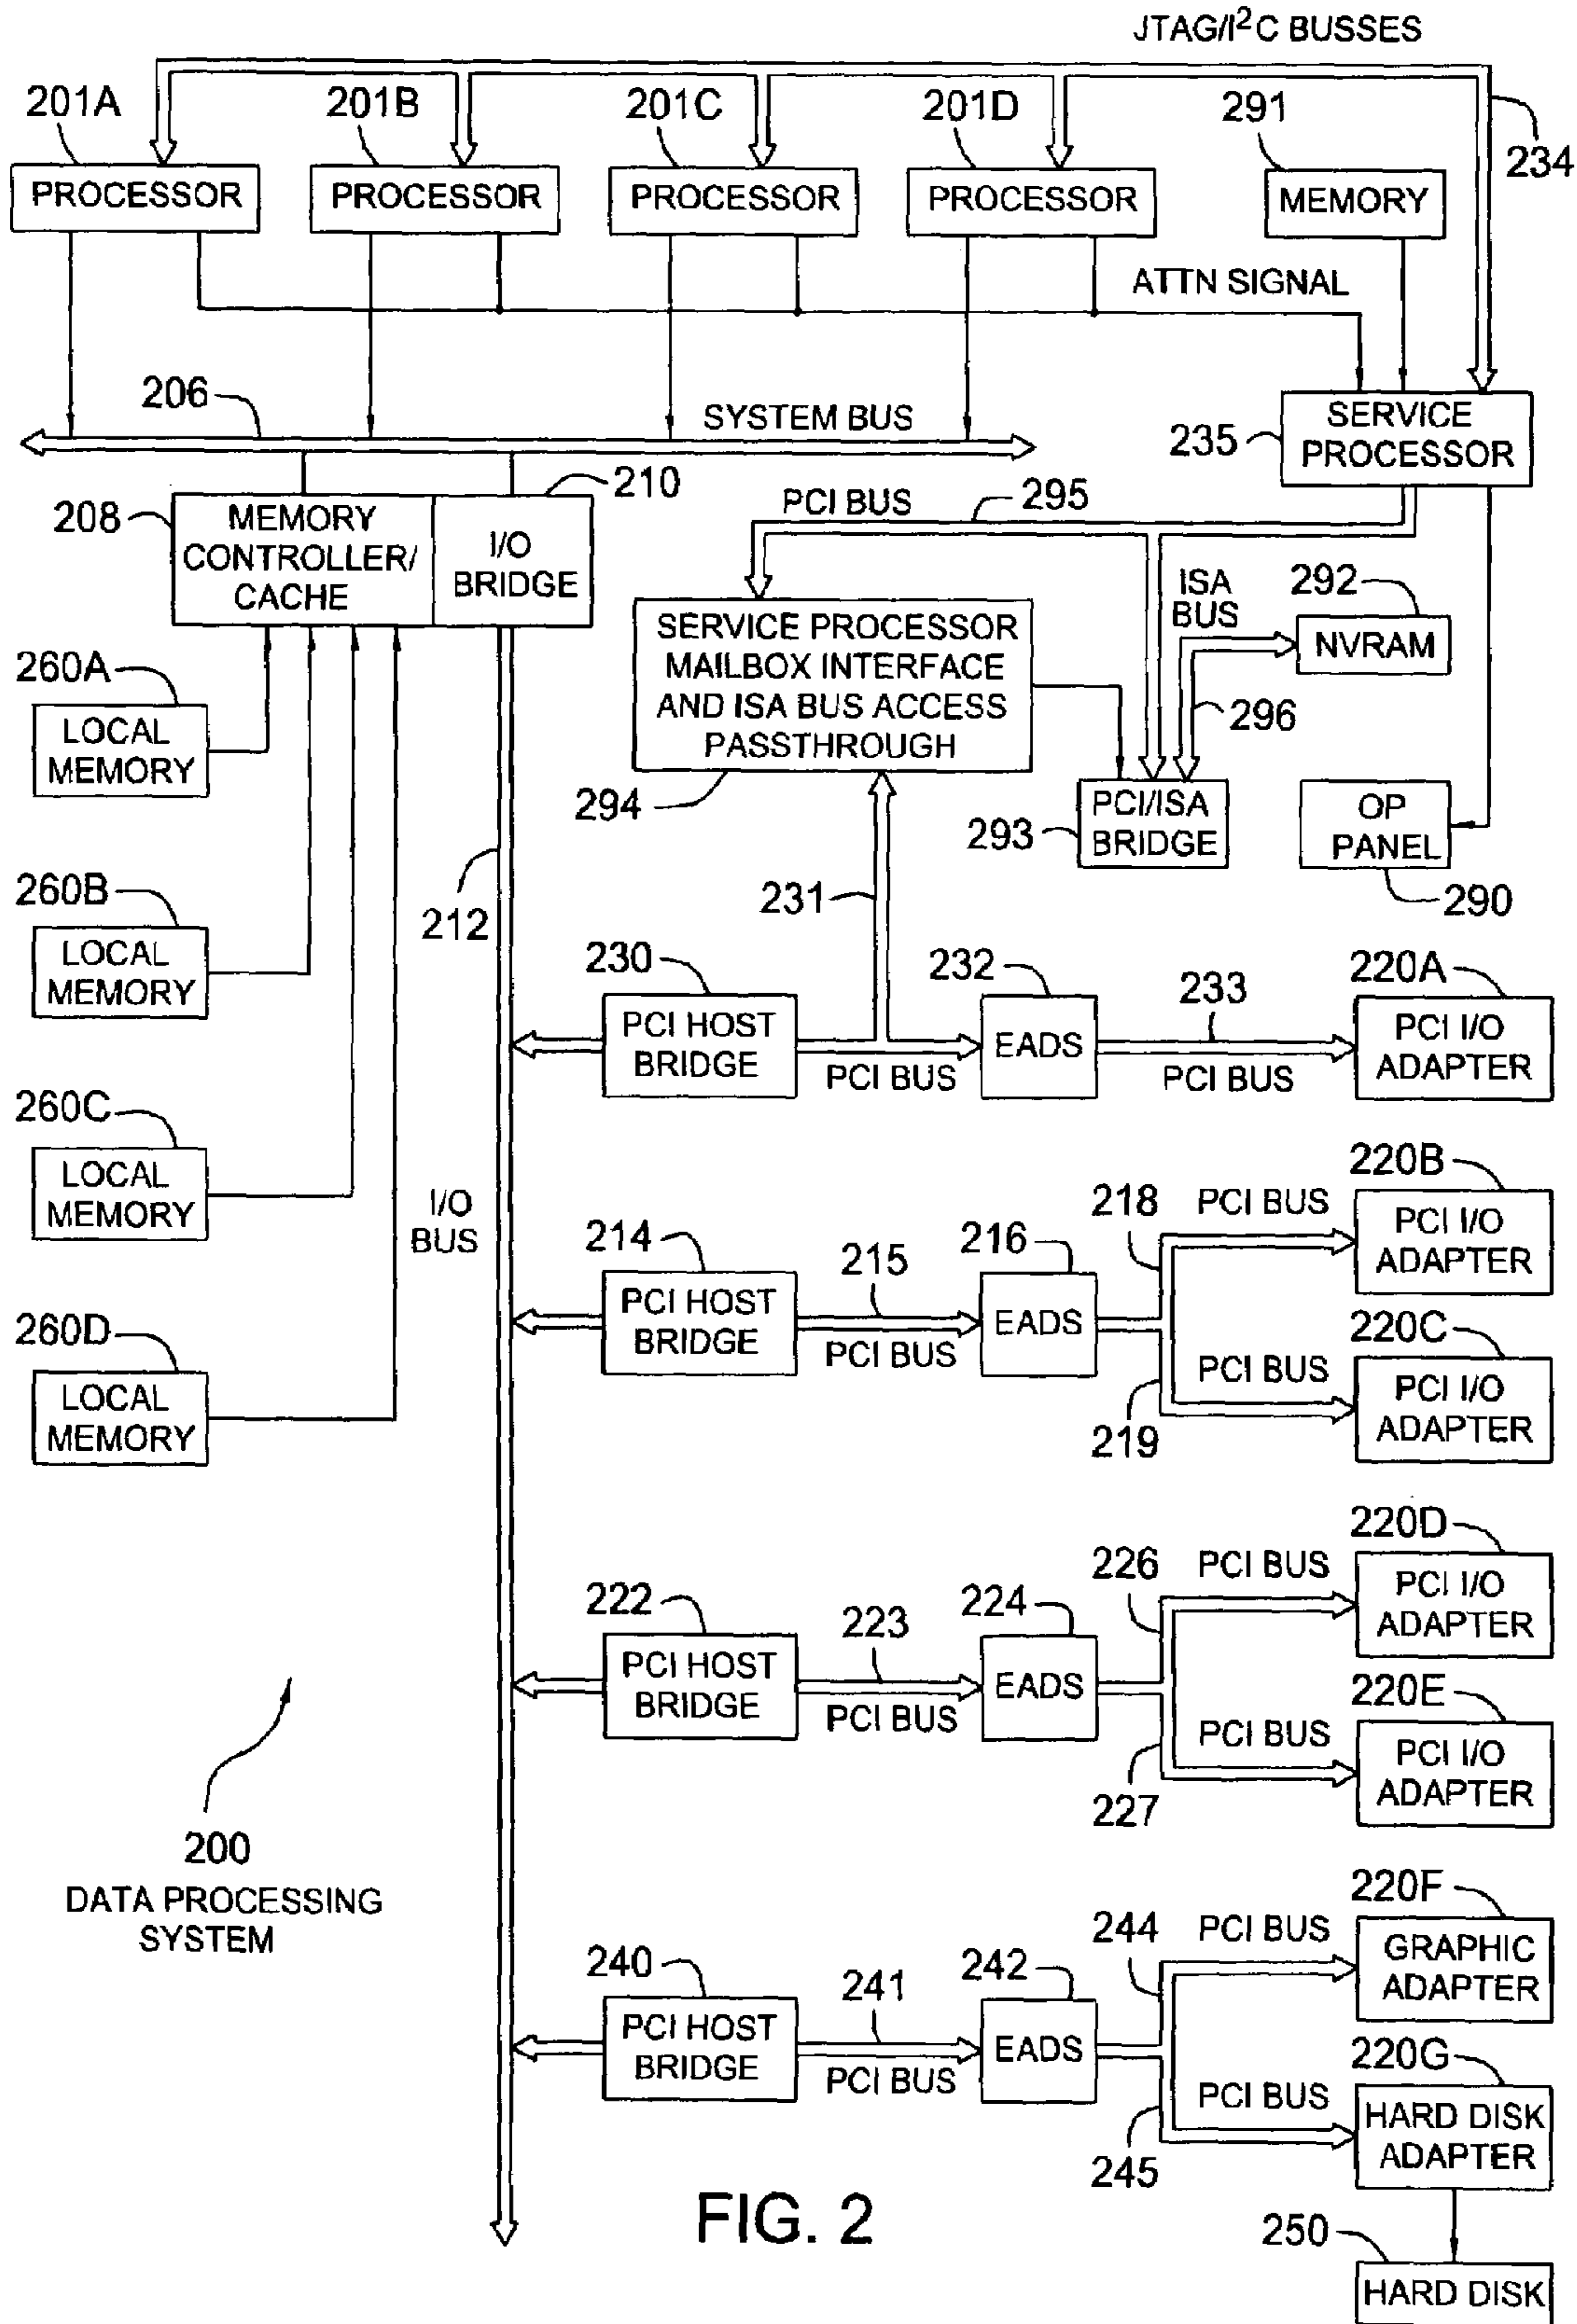 JTAG/I²C BUSSES
201A
201B
201C
201D
291
234
PROCESSOR
PROCESSOR
PROCESSOR
PROCESSOR
MEMORY
ATTN SIGNAL
206
SYSTEM BUS
235
SERVICE
PROCESSOR
208
MEMORY
CONTROLLER/
CACHE
210
I/O
BRIDGE
PCI BUS
295
SERVICE PROCESSOR
MAILBOX INTERFACE
AND ISA BUS ACCESS
PASSTHROUGH
294
ISA
BUS
292
NVRAM
296
293
PCI/ISA
BRIDGE
OP
PANEL
290
260A
LOCAL
MEMORY
260B
LOCAL
MEMORY
260C
LOCAL
MEMORY
260D
LOCAL
MEMORY
212
I/O
BUS
231
230
PCI HOST
BRIDGE
PCI BUS
232
EADS
233
PCI BUS
220A
PCI I/O
ADAPTER
214
PCI HOST
BRIDGE
215
PCI BUS
216
EADS
218
PCI BUS
220B
PCI I/O
ADAPTER
219
PCI BUS
220C
PCI I/O
ADAPTER
222
PCI HOST
BRIDGE
223
PCI BUS
224
EADS
226
PCI BUS
220D
PCI I/O
ADAPTER
227
PCI BUS
220E
PCI I/O
ADAPTER
200
DATA PROCESSING
SYSTEM
240
PCI HOST
BRIDGE
241
PCI BUS
242
EADS
244
PCI BUS
220F
GRAPHIC
ADAPTER
245
PCI BUS
220G
HARD DISK
ADAPTER
250
HARD DISK
FIG. 2